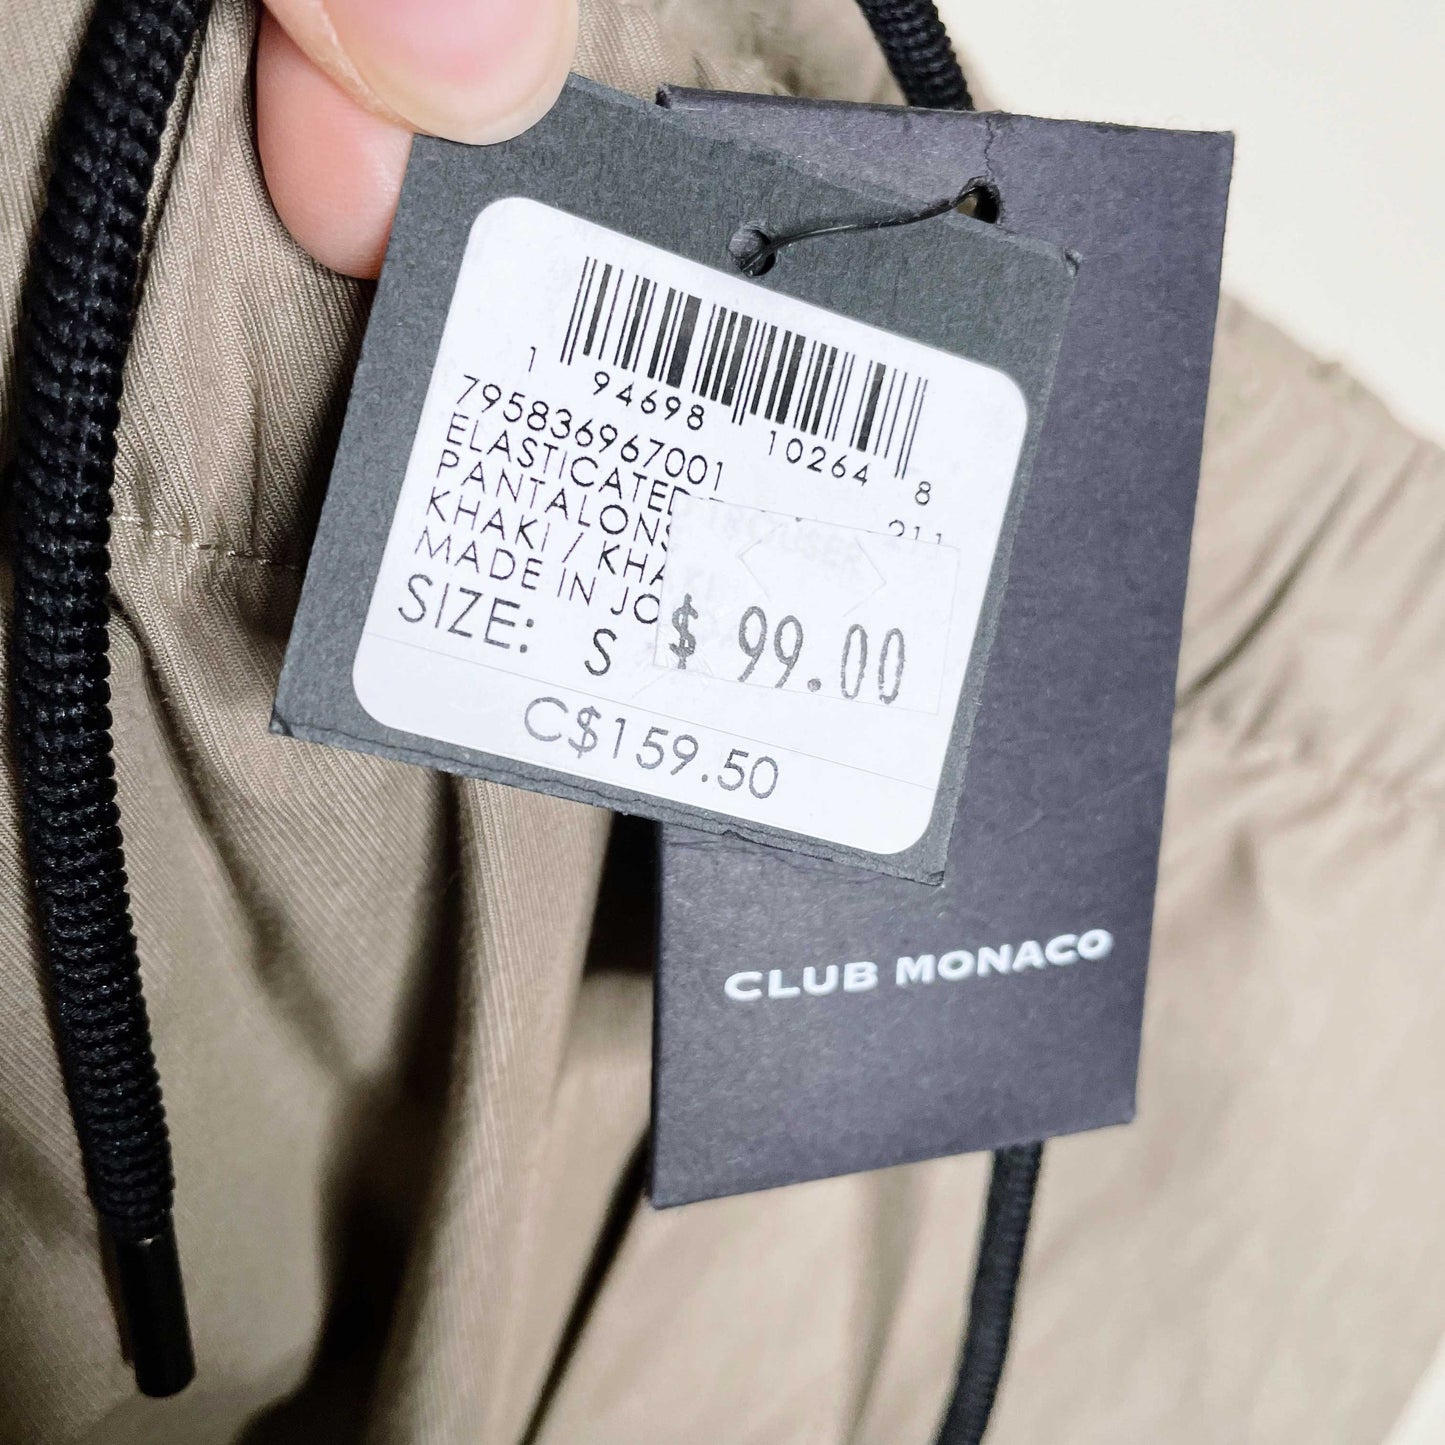 1 94698 10264 8
795836967001 211
ELASTICATED
PANTALONS
KHAKI / KHA
MADE IN JO
SIZE: S
$ 99.00
C$159.50
CLUB MONACO